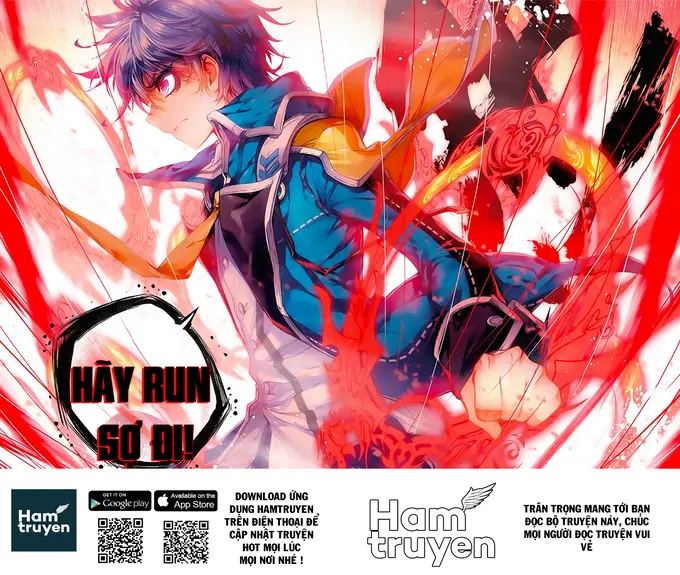 HÃY RUN
SỢ ĐI!
Ham
truyen
GET IT ON
Google play
Available on the
App Store
DOWNLOAD ỨNG
DỤNG HAMTRUYEN
TRÊN ĐIỆN THOẠI ĐỂ
CẬP NHẬT TRUYỆN
HOT MỌI LÚC
MỌI NƠI NHÉ !
Ham
truyen
TRÂN TRỌNG MANG TỚI BẠN
ĐỌC BỘ TRUYỆN NÀY, CHÚC
MỌI NGƯỜI ĐỌC TRUYỆN VUI
VẺ